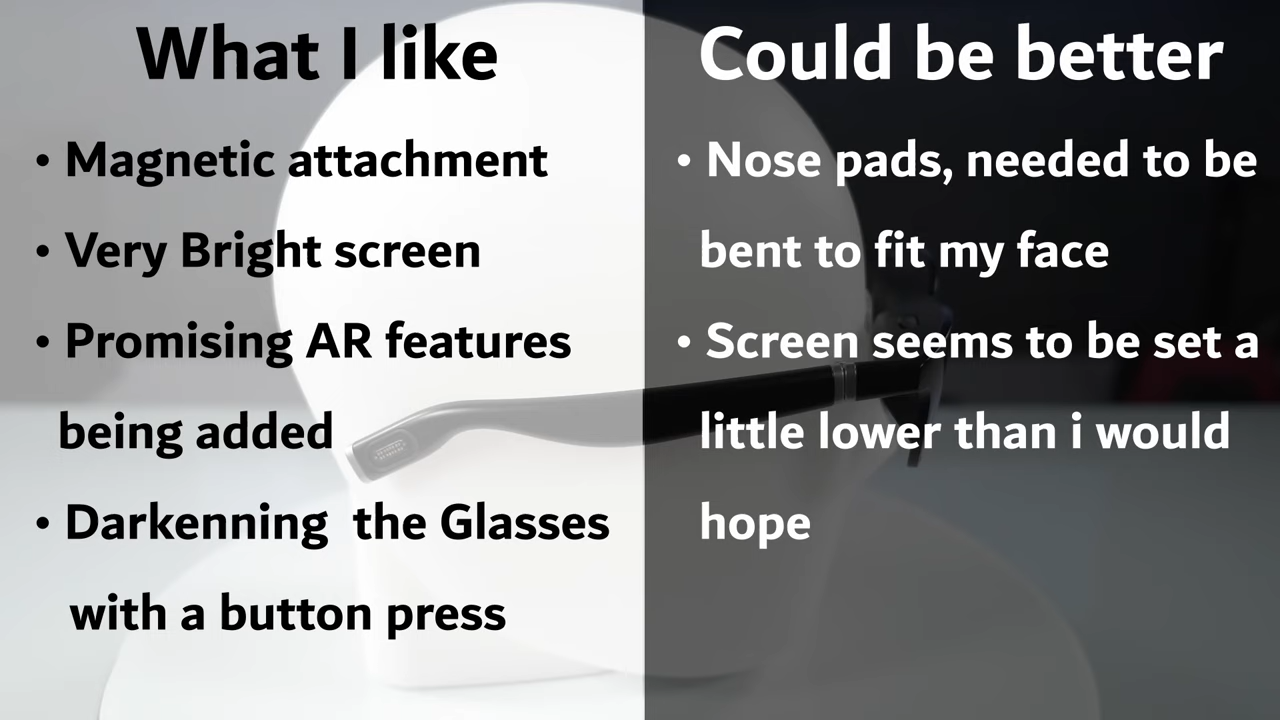 What I like
• Magnetic attachment
• Very Bright screen
• Promising AR features
being added
• Darkenning the Glasses
with a button press
Could be better
• Nose pads, needed to be
bent to fit my face
• Screen seems to be set a
little lower than i would
hope